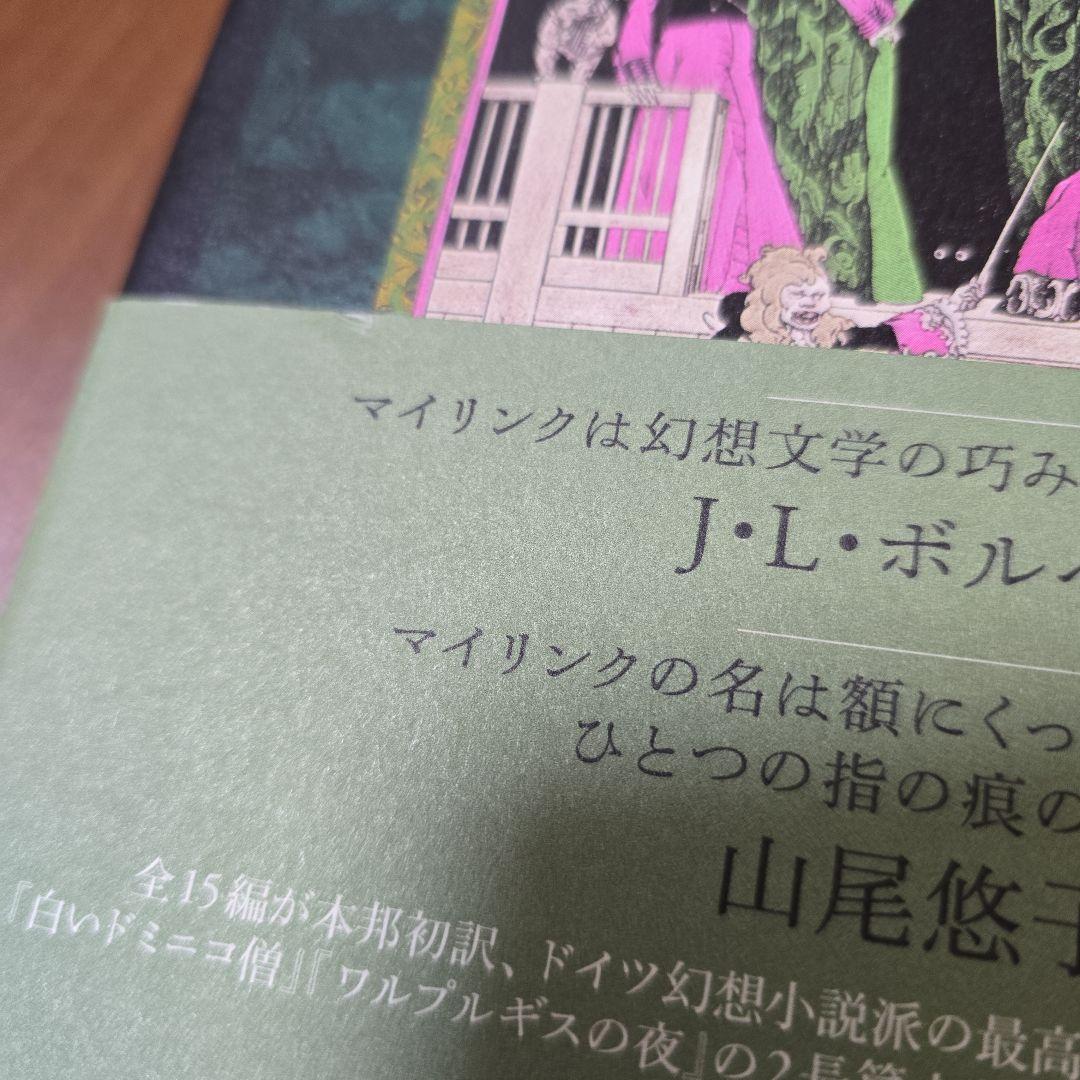 マイリンクは幻想文学の巧み
J・L・ボル
マイリンクの名は額にくっ
ひとつの指の痕の
山尾悠子
全15編が本邦初訳、ドイツ幻想小説派の最高
『白いドミニコ僧』『ワルプルギスの夜』の2長篇